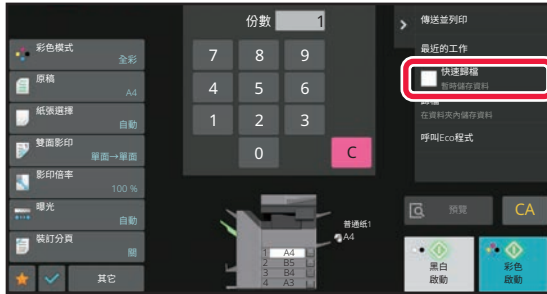 份數 1
傳送並列印
彩色模式
全彩
原稿
A4
紙張選擇
自動
雙面影印
單面→單面
影印倍率
100 %
曝光
自動
裝訂分頁
關
其它
7 8 9
4 5 6
1 2 3
0 C
普通紙1
A4
1 A4
2 B5
3 B4
4 A3
最近的工作
快速歸檔
暫時儲存資料
歸檔
在資料夾內儲存資料
呼叫Eco程式
預覽
CA
黑白
啟動
彩色
啟動